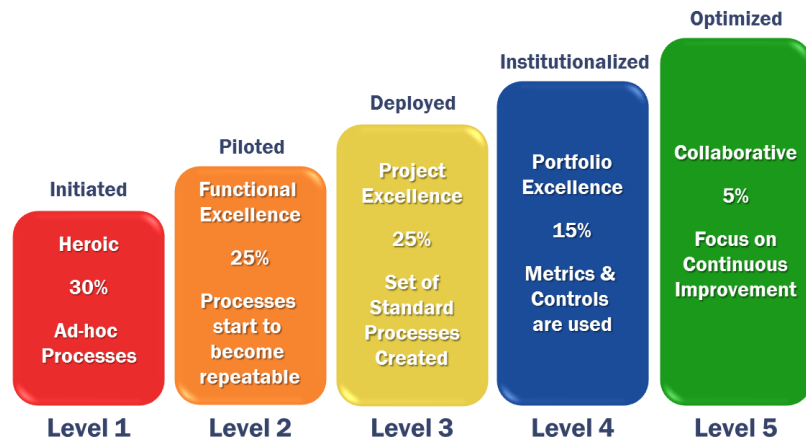 Initiated
Heroic
30%
Ad-hoc
Processes
Level 1
Piloted
Functional
Excellence
25%
Processes
start to
become
repeatable
Level 2
Deployed
Project
Excellence
25%
Set of
Standard
Processes
Created
Level 3
Institutionalized
Portfolio
Excellence
15%
Metrics &
Controls
are used
Level 4
Optimized
Collaborative
5%
Focus on
Continuous
Improvement
Level 5